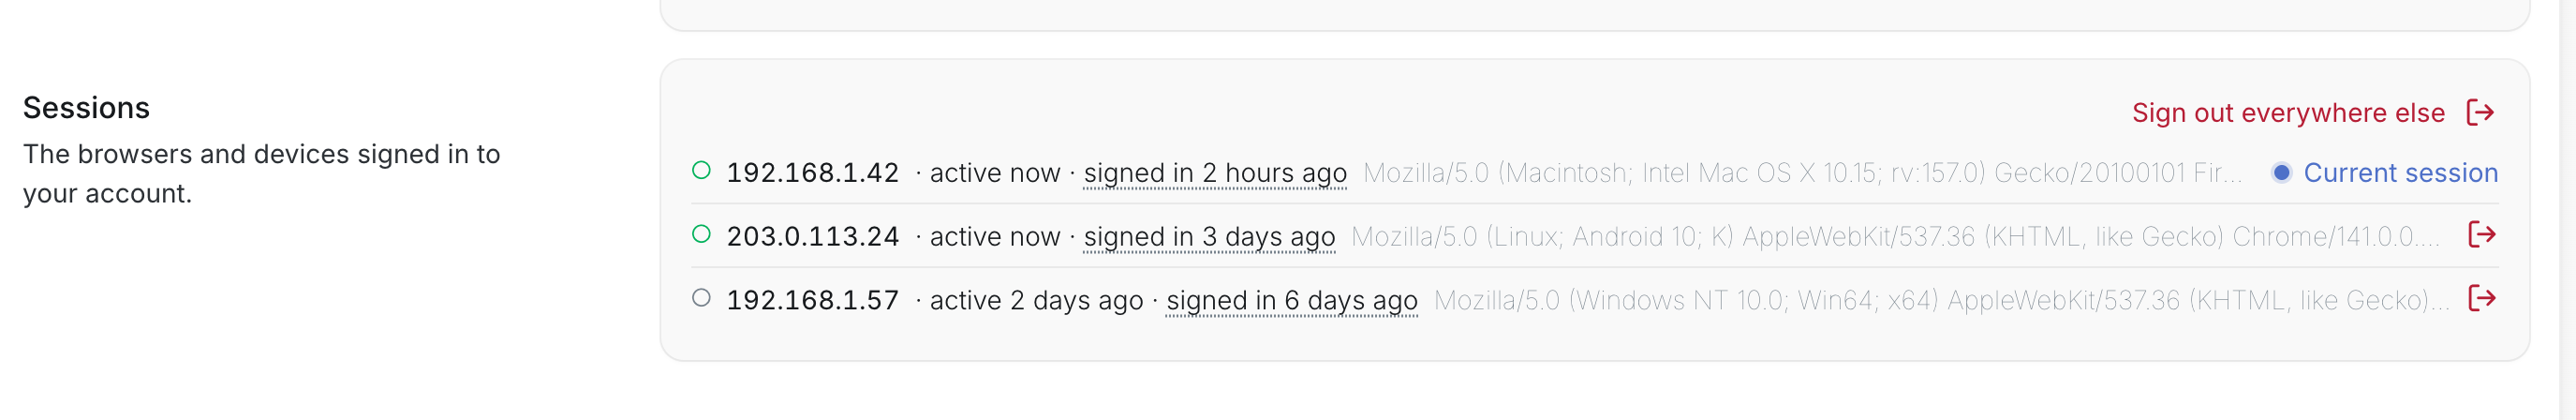 Sessions
The browsers and devices signed in to
your account.
Sign out everywhere else
192.168.1.42 · active now · signed in 2 hours ago Mozilla/5.0 (Macintosh; Intel Mac OS X 10.15; rv:157.0) Gecko/20100101 Fir... Current session
203.0.113.24 · active now · signed in 3 days ago Mozilla/5.0 (Linux; Android 10; K) AppleWebKit/537.36 (KHTML, like Gecko) Chrome/141.0.0....
192.168.1.57 · active 2 days ago · signed in 6 days ago Mozilla/5.0 (Windows NT 10.0; Win64; x64) AppleWebKit/537.36 (KHTML, like Gecko)...